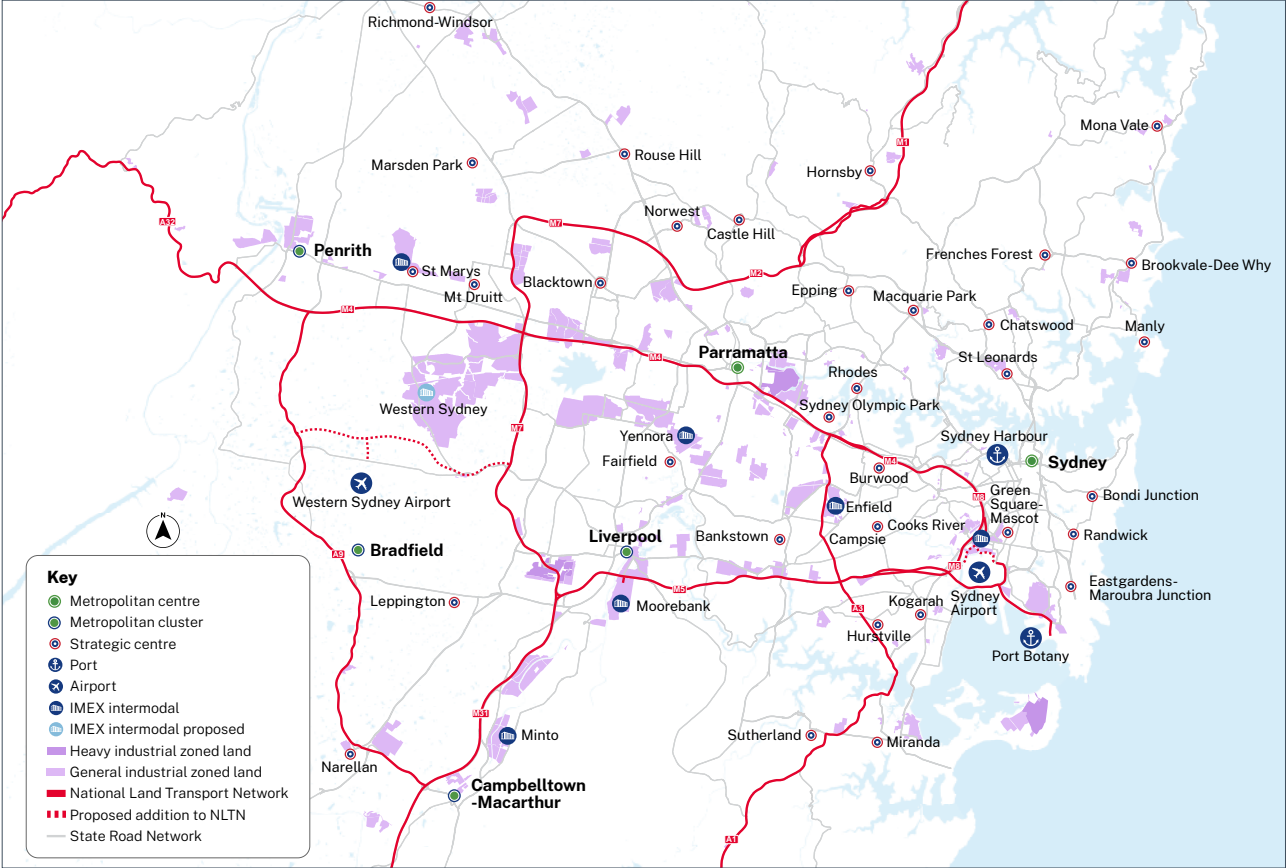 Richmond-Windsor
Mona Vale
M1
Rouse Hill
Marsden Park
Hornsby
Norwest
A32
M7
Castle Hill
Penrith
Frenches Forest
Brookvale-Dee Why
St Marys
M2
Blacktown
Mt Druitt
Epping
Macquarie Park
M4
Chatswood
Manly
Parramatta
M4
St Leonards
Rhodes
Western Sydney
Sydney Olympic Park
M7
Yennora
Sydney Harbour
Fairfield
M4
Sydney
Burwood
Western Sydney Airport
M8
Green
Square-
Mascot
Bondi Junction
Enfield
Cooks River
Campsie
Randwick
Liverpool
Bankstown
Bradfield
A9
M8
M5
Eastgardens-
Maroubra Junction
Sydney
Airport
Leppington
Moorebank
A3
Kogarah
Hurstville
Port Botany
M31
Minto
Sutherland
Miranda
Narellan
Campbelltown
-Macarthur
A1
N
Key
Metropolitan centre
Metropolitan cluster
Strategic centre
Port
Airport
IMEX intermodal
IMEX intermodal proposed
Heavy industrial zoned land
General industrial zoned land
National Land Transport Network
Proposed addition to NLTN
State Road Network